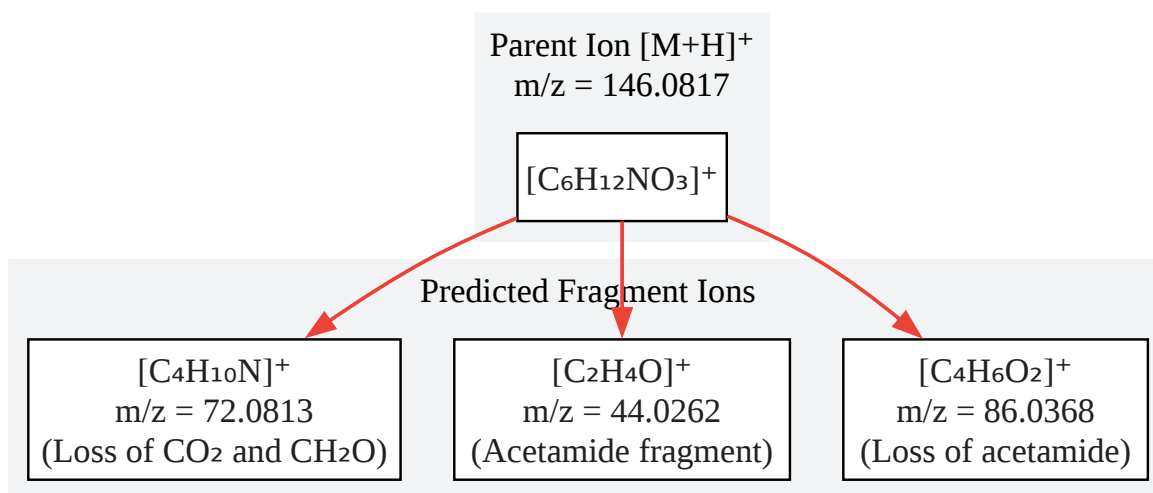 Parent Ion [M+H]⁺
m/z = 146.0817
[C₆H₁₂NO₃]⁺
Predicted Fragment Ions
[C₄H₁₀N]⁺
m/z = 72.0813
(Loss of CO₂ and CH₂O)
[C₂H₄O]⁺
m/z = 44.0262
(Acetamide fragment)
[C₄H₆O₂]⁺
m/z = 86.0368
(Loss of acetamide)